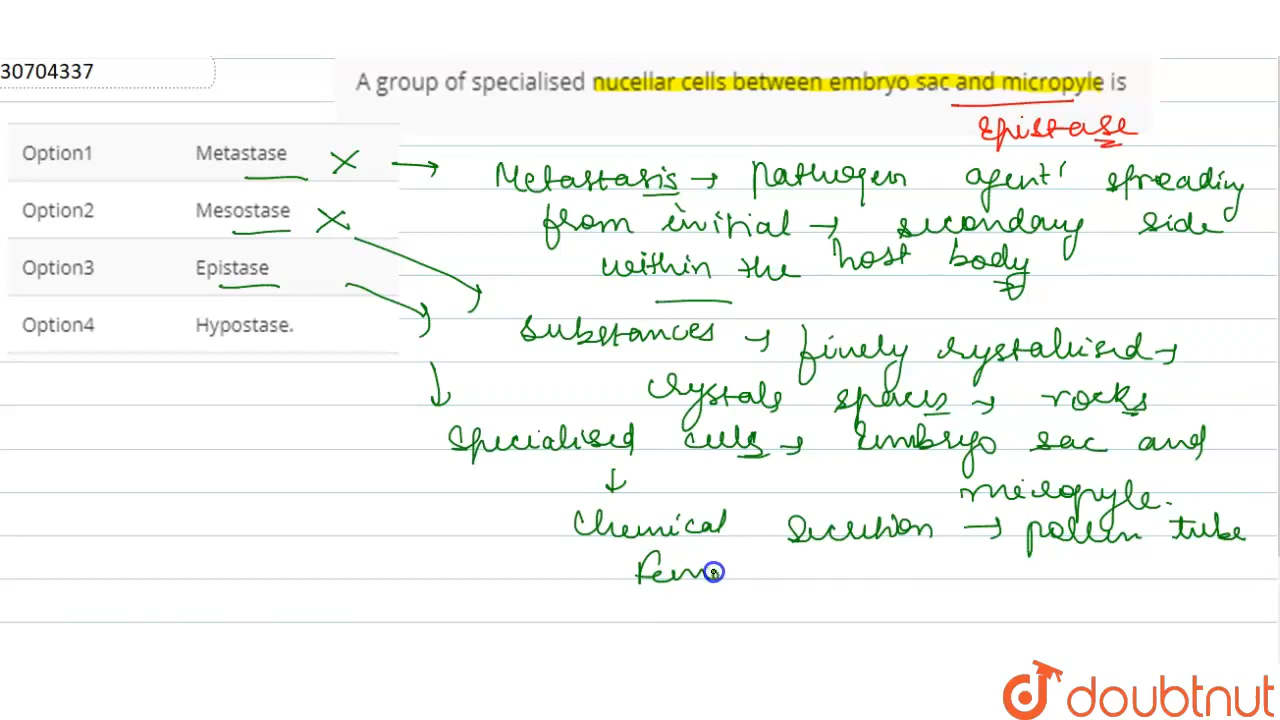 30704337
A group of specialised nucellar cells between embryo sac and micropyle is
Epistase
Option1 Metastase
Option2 Mesostase
Option3 Epistase
Option4 Hypostase.
Metastasis → pathogen agent spreading
from initial → secondary side
within the host body
substances → finely crystalised →
crystals spaces → rocks
specialised cells → Embryo sac and
micropyle.
Chemical secretion → pollen tube
fem
doubtnut